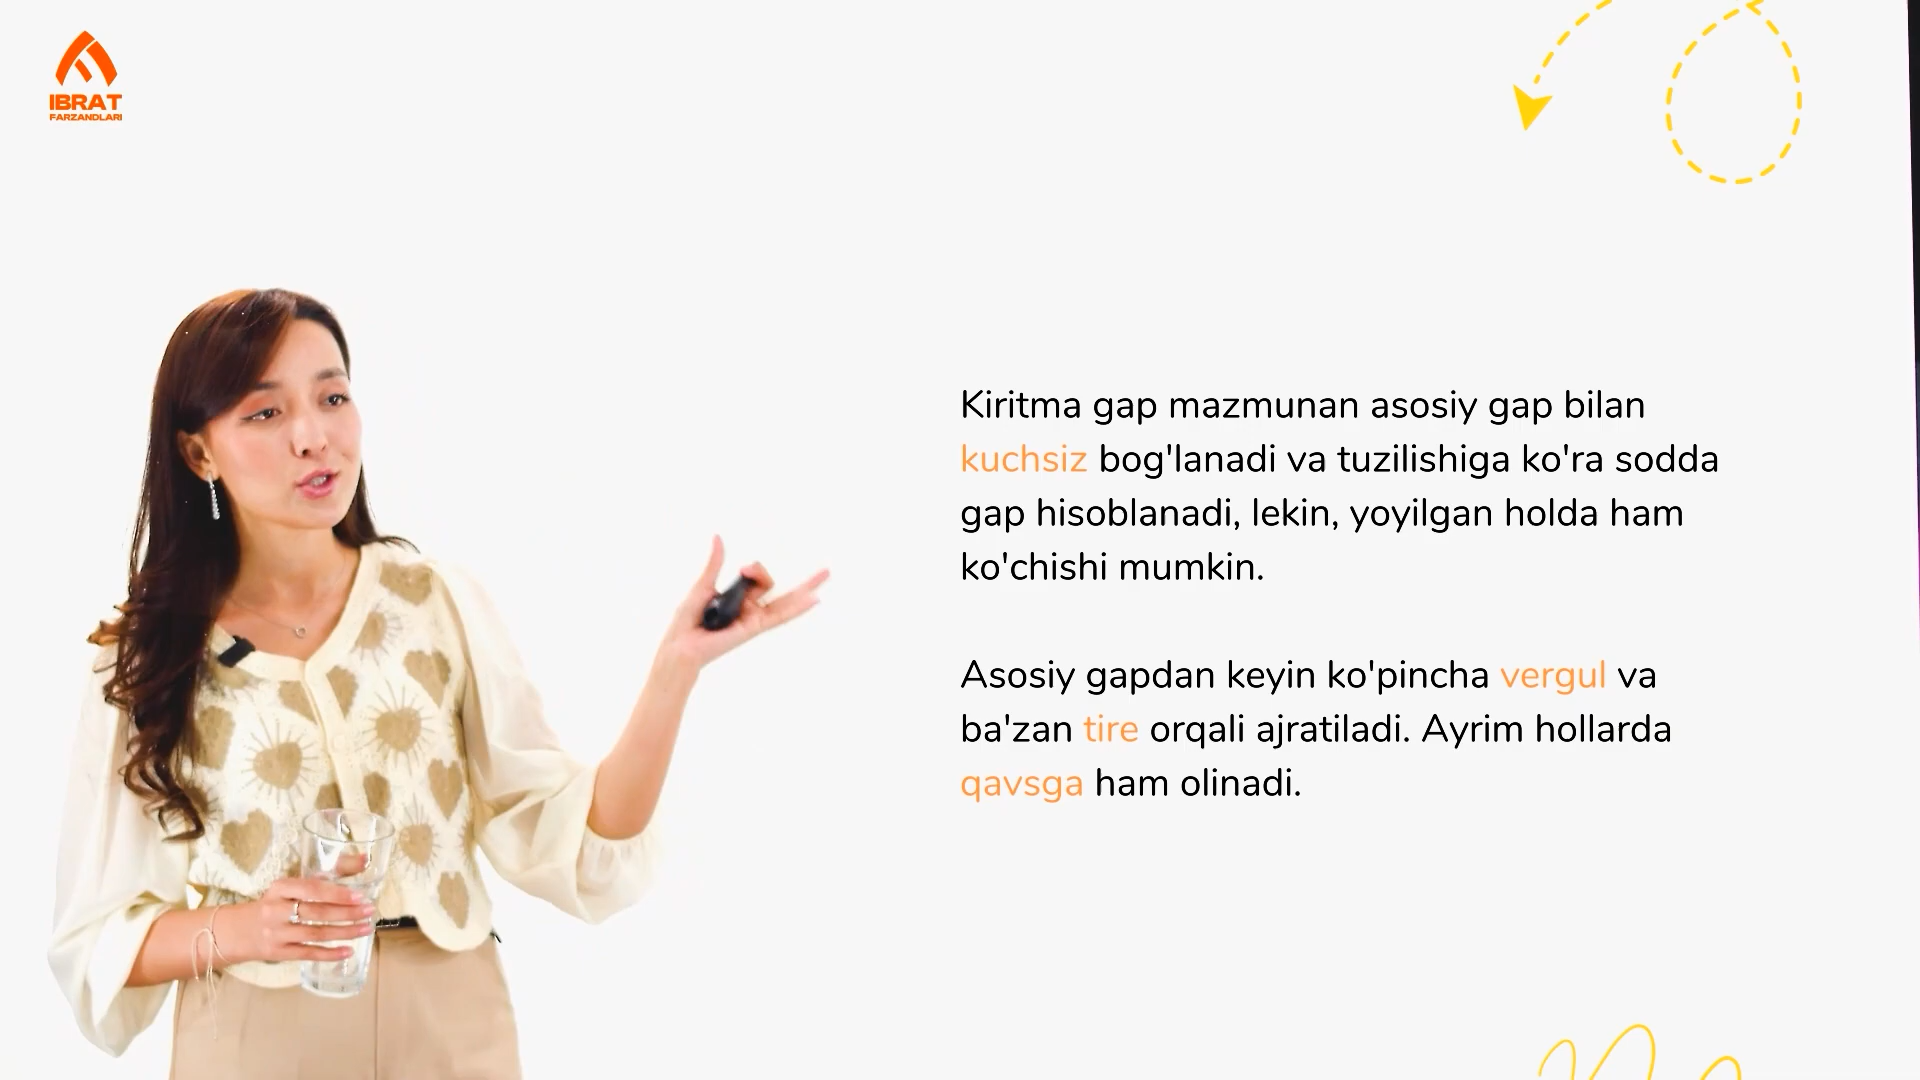 IBRAT
FARZANDLARI
Kiritma gap mazmunan asosiy gap bilan
kuchsiz bog'lanadi va tuzilishiga ko'ra sodda
gap hisoblanadi, lekin, yoyilgan holda ham
ko'chishi mumkin.
Asosiy gapdan keyin ko'pincha vergul va
ba'zan tire orqali ajratiladi. Ayrim hollarda
qavsga ham olinadi.